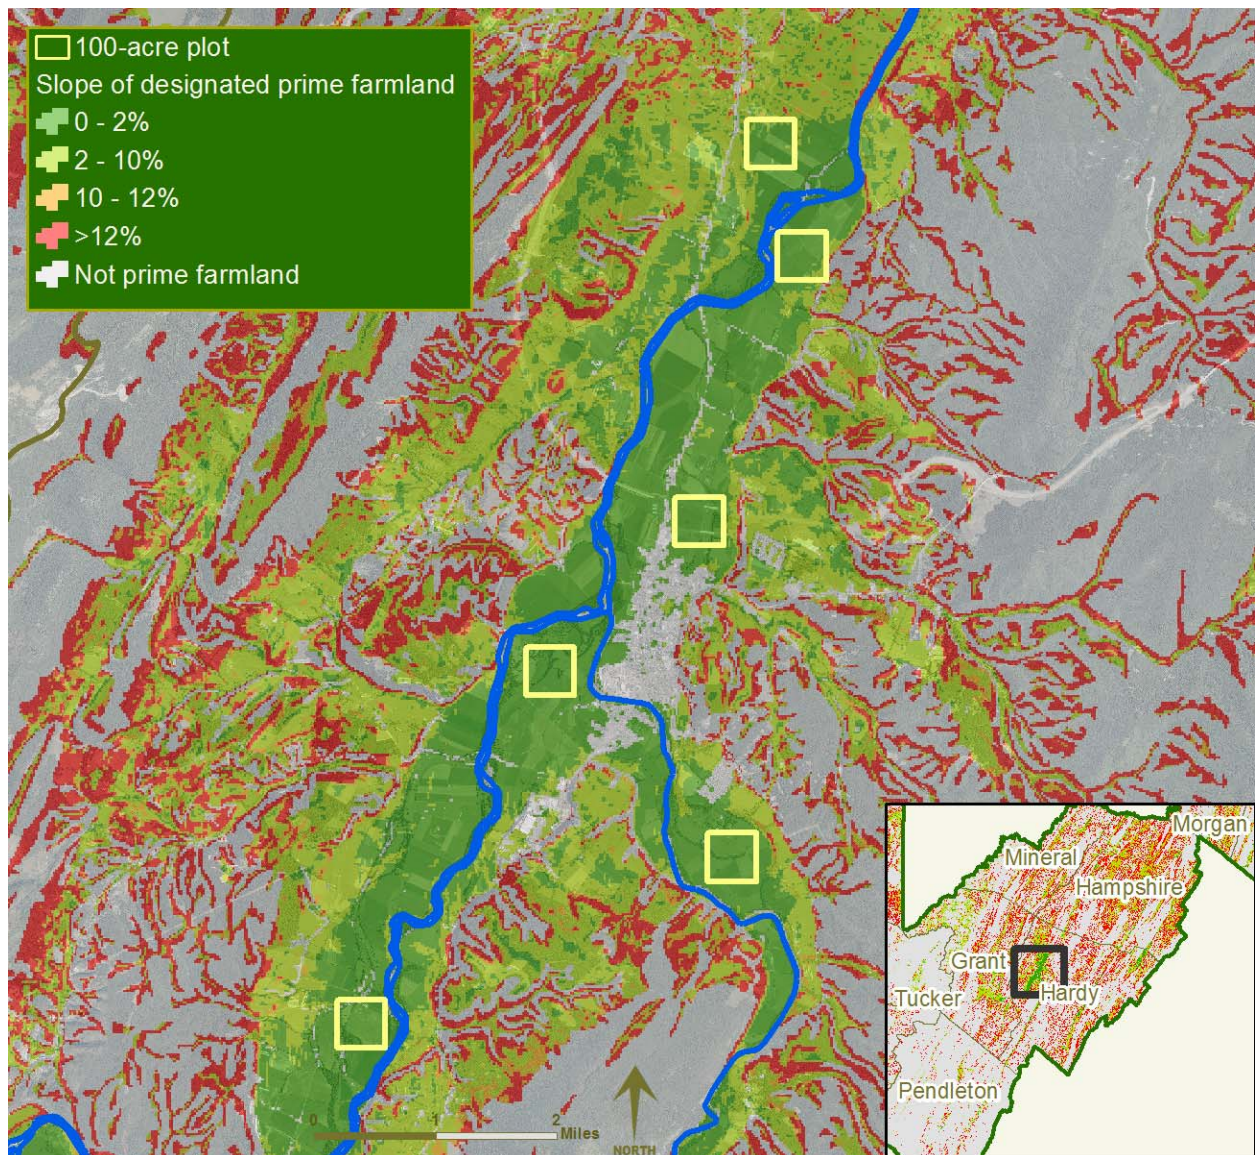 100-acre plot
Slope of designated prime farmland
0 - 2%
2 - 10%
10 - 12%
>12%
Not prime farmland
Morgan
Mineral
Hampshire
Grant
Hardy
Tucker
Pendleton
0 1 2
Miles
NORTH